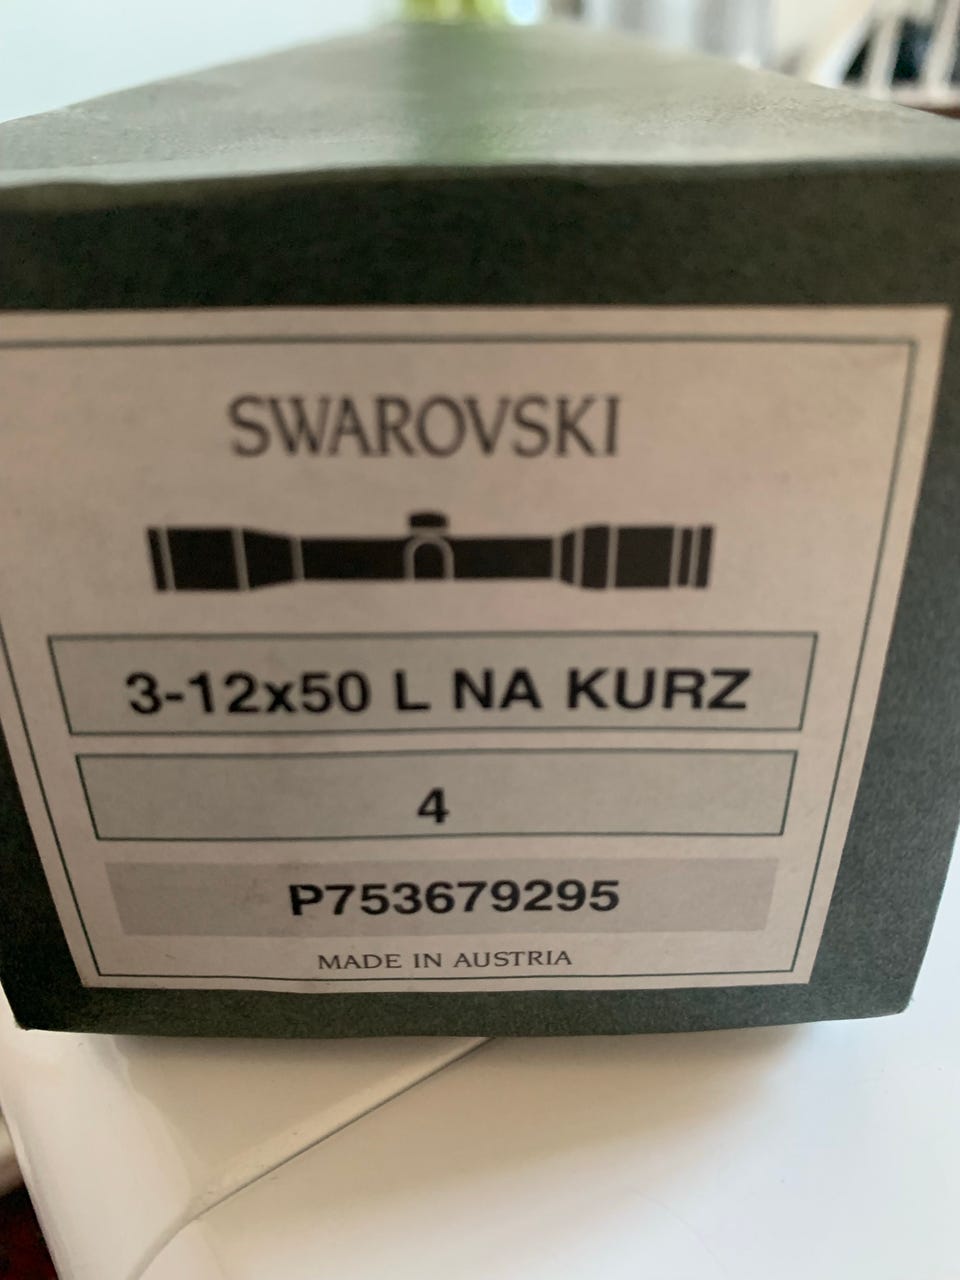 SWAROVSKI
3-12x50 L NA KURZ
4
P753679295
MADE IN AUSTRIA